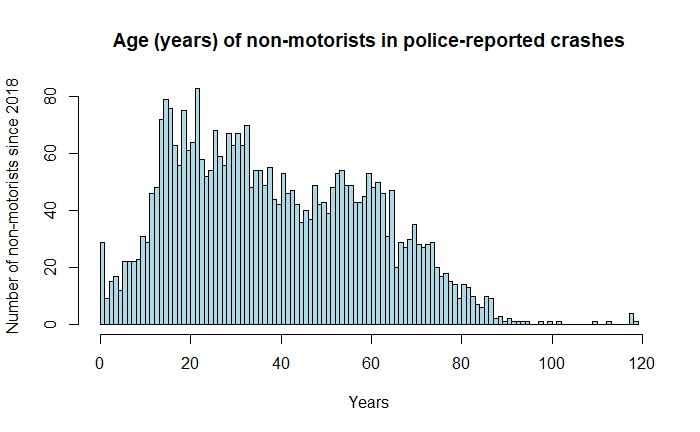 Age (years) of non-motorists in police-reported crashes
Number of non-motorists since 2018
80
60
40
20
0
0 20 40 60 80 100 120
Years